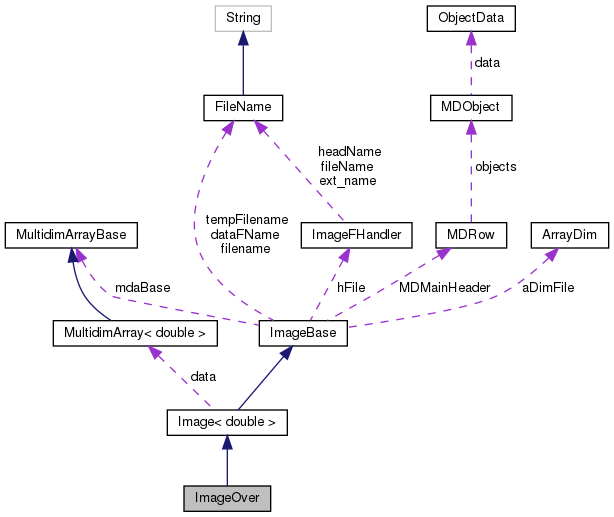 String
ObjectData
data
FileName
MDObject
headName
fileName
ext_name
objects
tempFilename
dataFName
filename
MultidimArrayBase
ImageFHandler
MDRow
ArrayDim
mdaBase
hFile
MDMainHeader
aDimFile
MultidimArray< double >
ImageBase
data
Image< double >
ImageOver